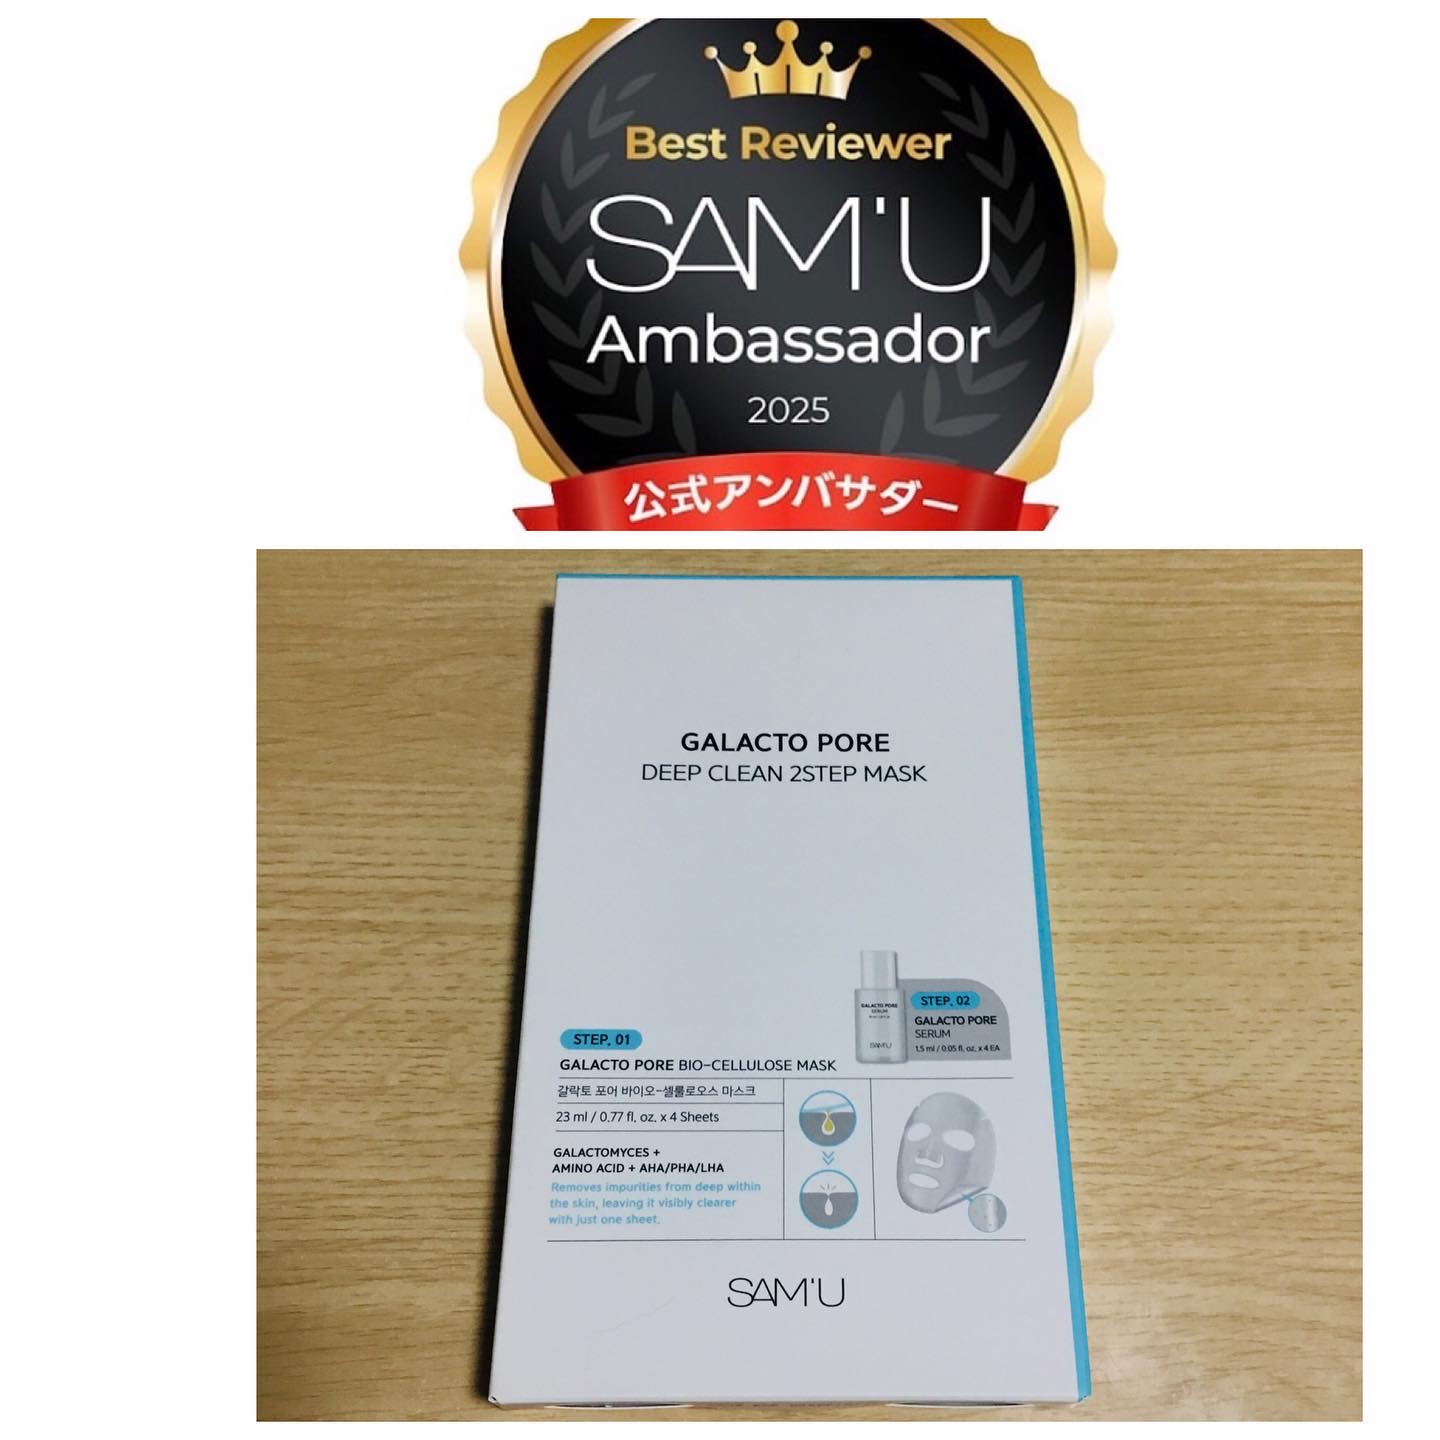 Best Reviewer
SAM'U
Ambassador
2025
公式アンバサダー
GALACTO PORE
DEEP CLEAN 2STEP MASK
GALACTO PORE
SERUM
SAM'U
STEP. 02
GALACTO PORE
SERUM
1.5 ml / 0.05 fl. oz. x 4 EA
STEP. 01
GALACTO PORE BIO-CELLULOSE MASK
갈락토 포어 바이오-셀룰로오스 마스크
23 ml / 0.77 fl. oz. x 4 Sheets
GALACTOMYCES +
AMINO ACID + AHA/PHA/LHA
Removes impurities from deep within
the skin, leaving it visibly clearer
with just one sheet.
SAM'U